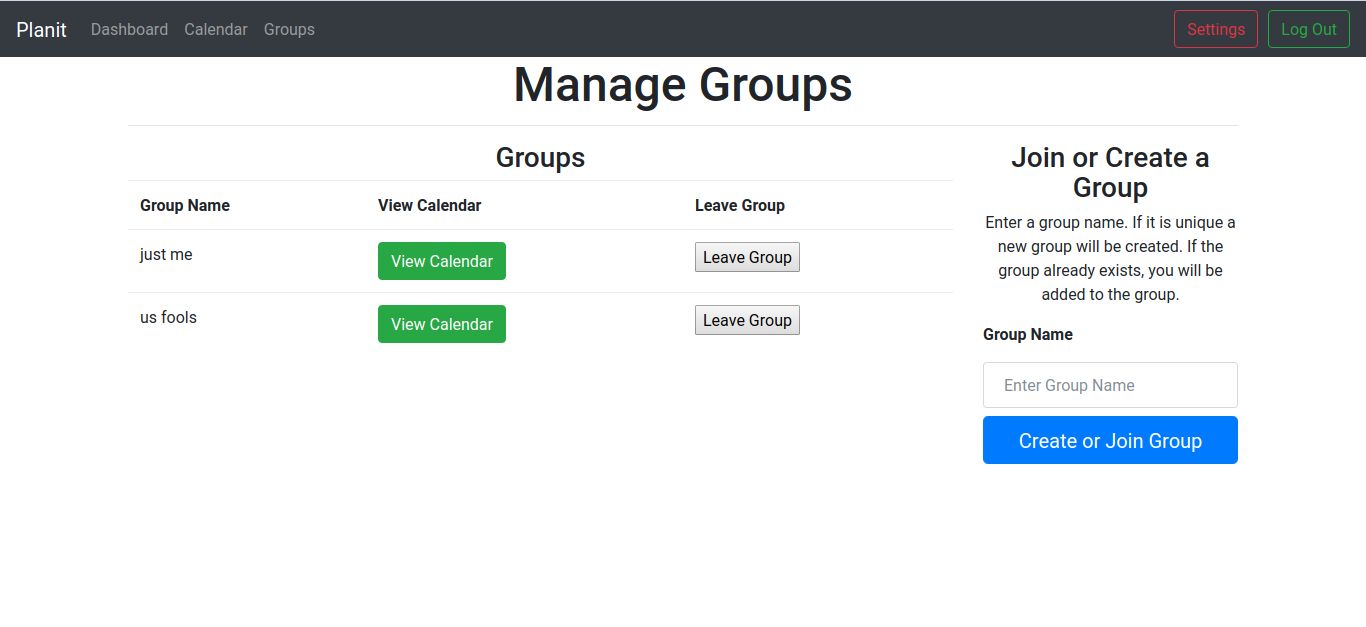 Planit Dashboard Calendar Groups Settings Log Out
Manage Groups
Groups
Group Name View Calendar Leave Group
just me View Calendar Leave Group
us fools View Calendar Leave Group
Join or Create a
Group
Enter a group name. If it is unique a
new group will be created. If the
group already exists, you will be
added to the group.
Group Name
Enter Group Name
Create or Join Group